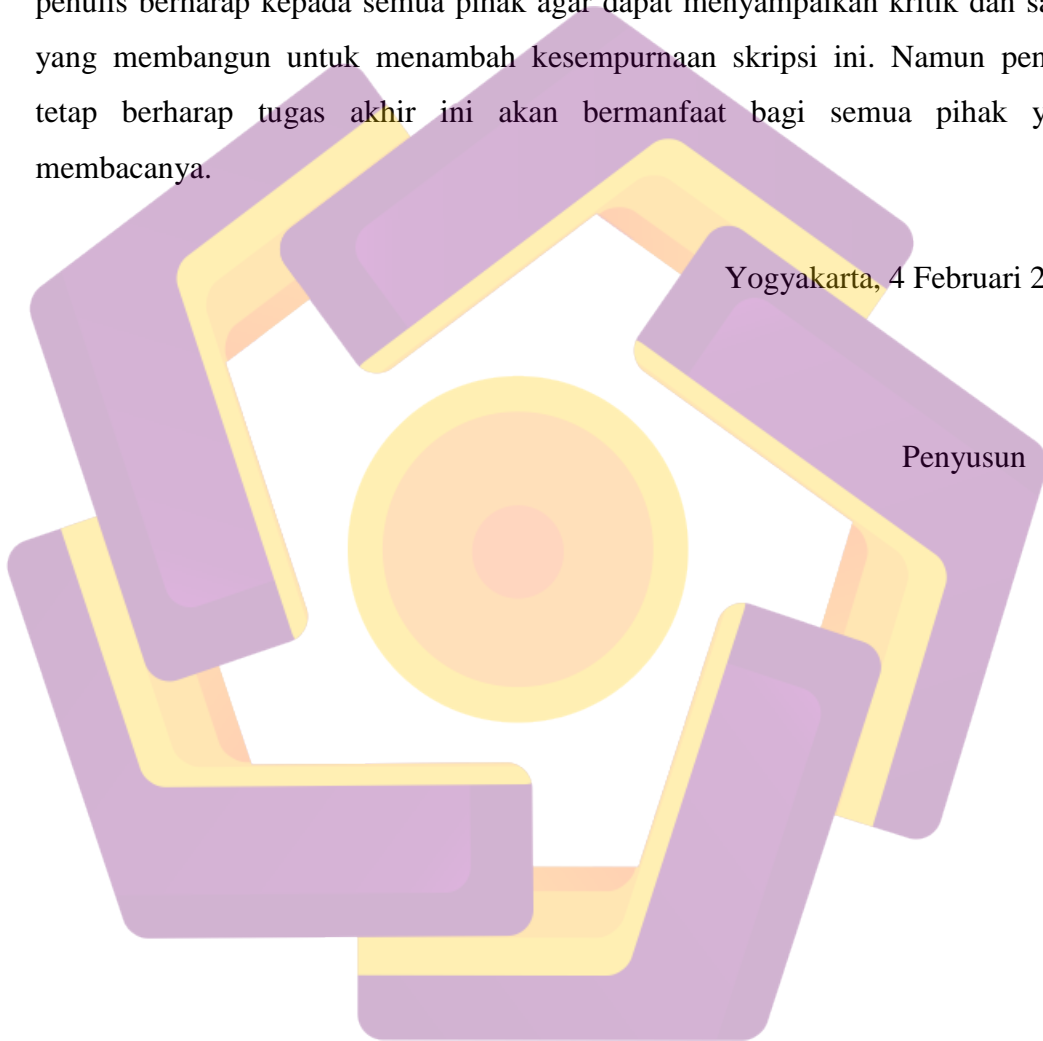 penulis berharap kepada semua pihak agar dapat menyampaikan kritik dan sa
yang membangun untuk menambah kesempurnaan skripsi ini. Namun pen
tetap berharap tugas akhir ini akan bermanfaat bagi semua pihak y
membacanya.
Yogyakarta, 4 Februari 2
Penyusun